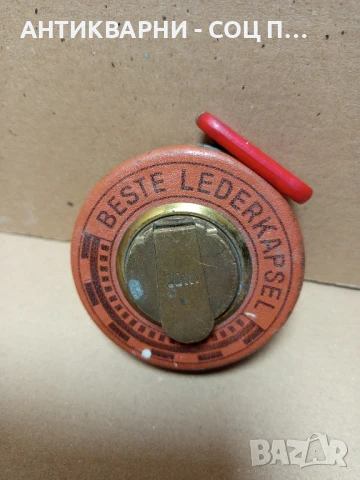 АНТИКВАРНИ - СОЦ П...
BESTE LEDERKAPSEL
BAZAR